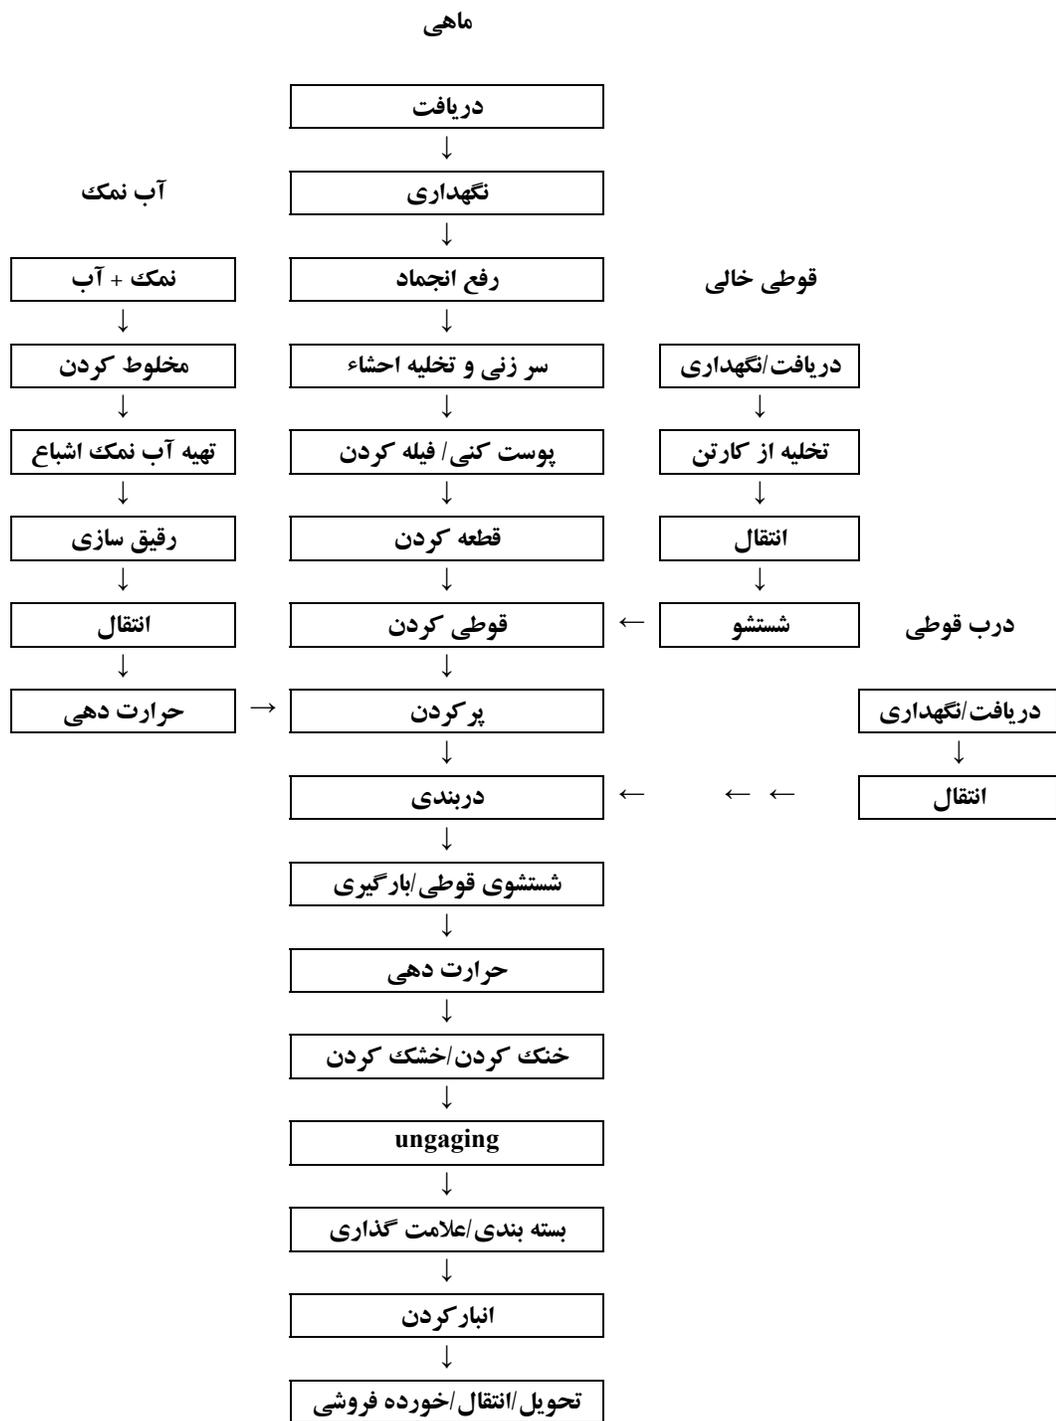 ماهی
دریافت
↓
آب نمک نگهداری
↓
نمک + آب رفع انجماد قوطی خالی
↓ ↓
مخلوط کردن سر زنی و تخلیه احشاء دریافت/نگهداری
↓ ↓ ↓
تهیه آب نمک اشباع پوست کنی/ فیله کردن تخلیه از کارتن
↓ ↓ ↓
رقیق سازی قطعه کردن انتقال
↓ ↓ ↓
انتقال قوطی کردن ← شستشو درب قوطی
↓ ↓
حرارت دهی → پرکردن دریافت/نگهداری
↓ ↓
دربندی ← ← ← انتقال
↓
شستشوی قوطی/بارگیری
↓
حرارت دهی
↓
خنک کردن/خشک کردن
↓
ungaging
↓
بسته بندی/علامت گذاری
↓
انبارکردن
↓
تحویل/انتقال/خورده فروشی